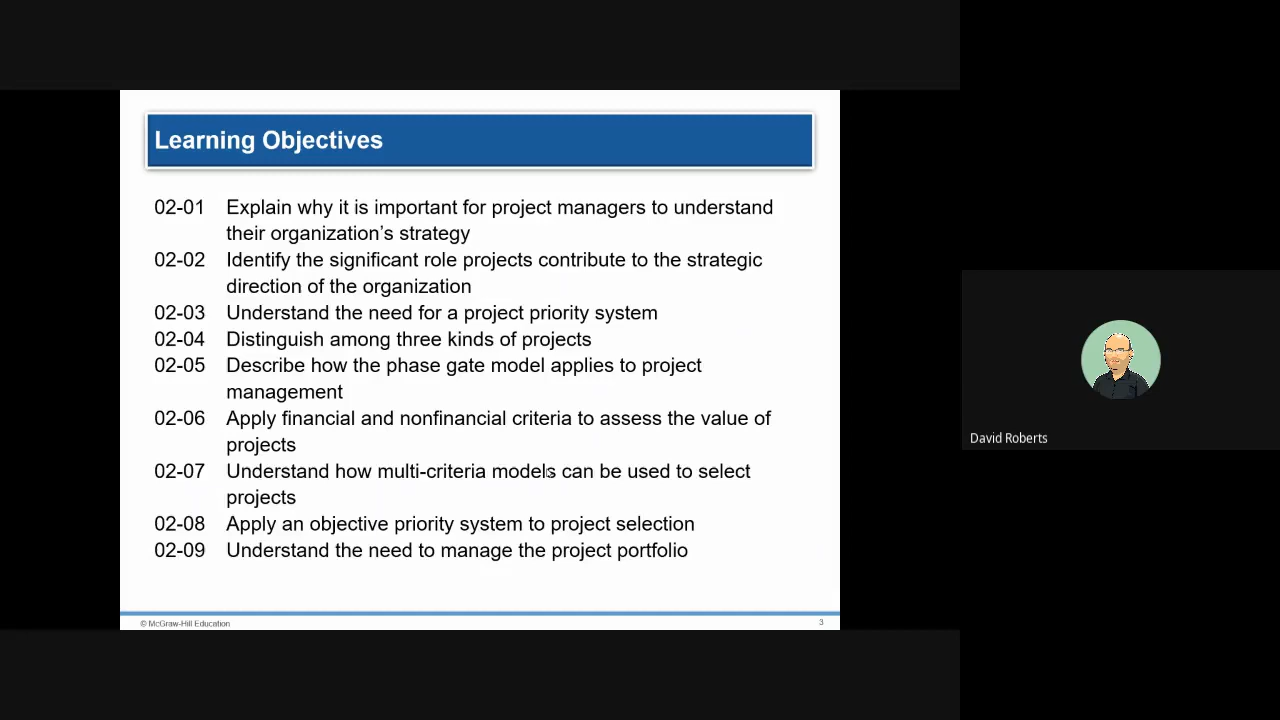 Learning Objectives
02-01 Explain why it is important for project managers to understand
their organization’s strategy
02-02 Identify the significant role projects contribute to the strategic
direction of the organization
02-03 Understand the need for a project priority system
02-04 Distinguish among three kinds of projects
02-05 Describe how the phase gate model applies to project
management
02-06 Apply financial and nonfinancial criteria to assess the value of
projects
02-07 Understand how multi-criteria models can be used to select
projects
02-08 Apply an objective priority system to project selection
02-09 Understand the need to manage the project portfolio
© McGraw-Hill Education
3
David Roberts